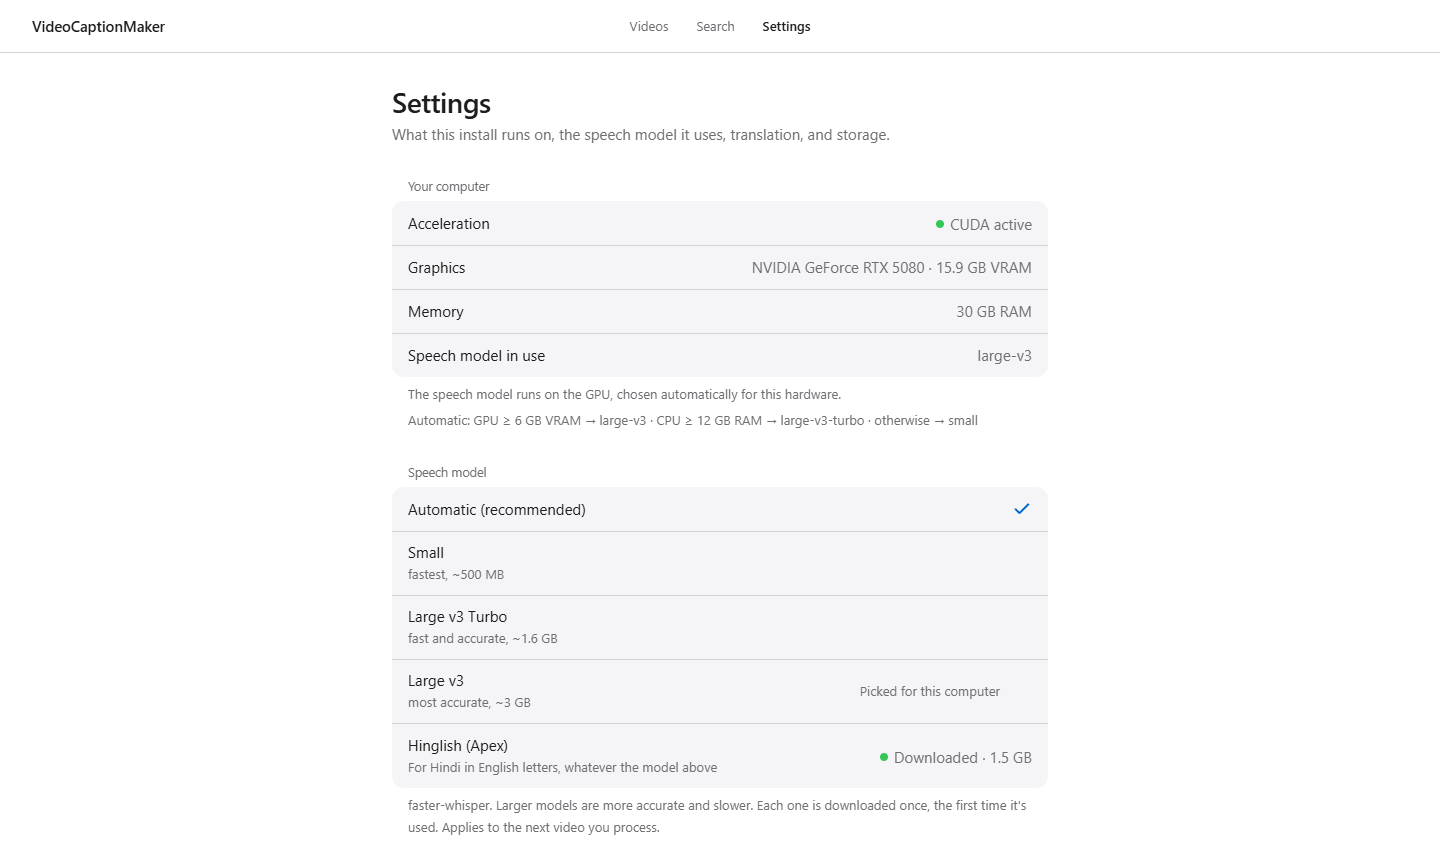 VideoCaptionMaker
Videos
Search
Settings
Settings
What this install runs on, the speech model it uses, translation, and storage.
Your computer
Acceleration
CUDA active
Graphics
NVIDIA GeForce RTX 5080 · 15.9 GB VRAM
Memory
30 GB RAM
Speech model in use
large-v3
The speech model runs on the GPU, chosen automatically for this hardware.
Automatic: GPU ≥ 6 GB VRAM → large-v3 · CPU ≥ 12 GB RAM → large-v3-turbo · otherwise → small
Speech model
Automatic (recommended)
Small
fastest, ~500 MB
Large v3 Turbo
fast and accurate, ~1.6 GB
Large v3
most accurate, ~3 GB
Picked for this computer
Hinglish (Apex)
For Hindi in English letters, whatever the model above
Downloaded · 1.5 GB
faster-whisper. Larger models are more accurate and slower. Each one is downloaded once, the first time it's
used. Applies to the next video you process.